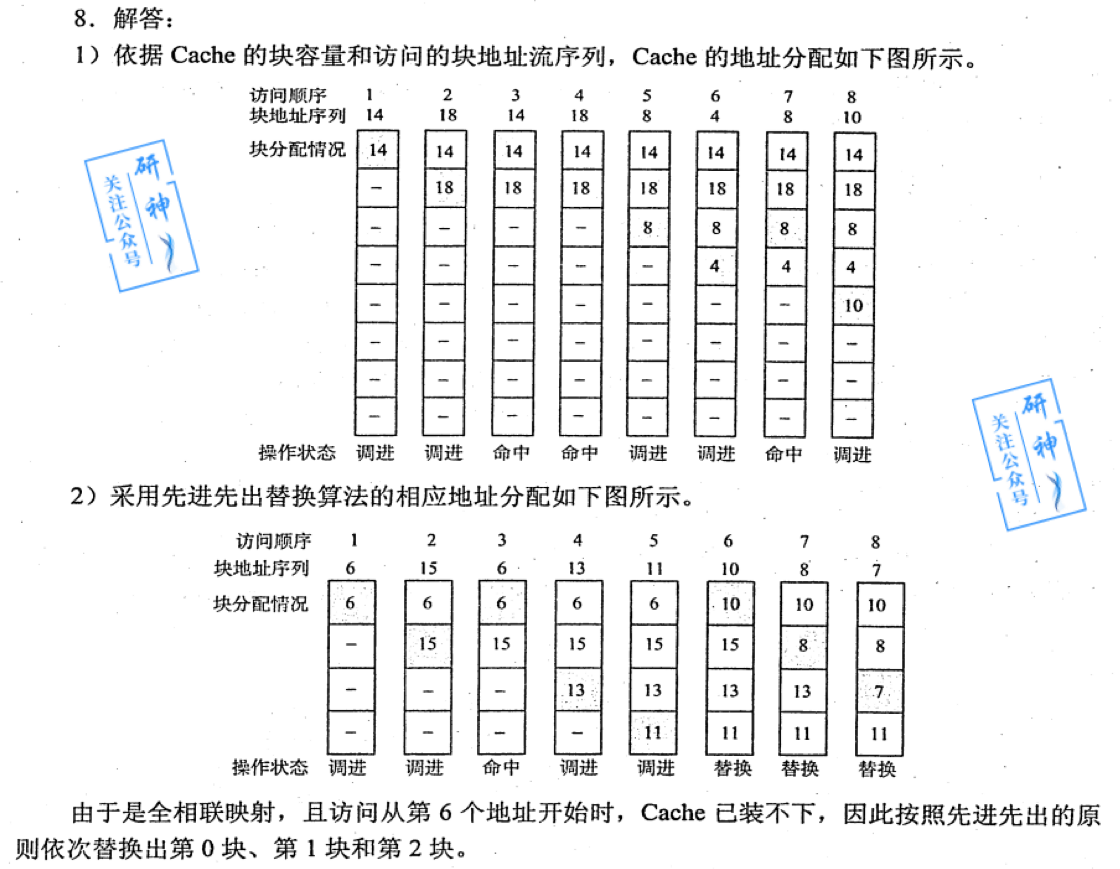 8．解答：
1）依据 Cache 的块容量和访问的块地址流序列，Cache 的地址分配如下图所示。
访问顺序 1 2 3 4 5 6 7 8
块地址序列 14 18 14 18 8 4 8 10
块分配情况 14 14 14 14 14 14 14 14
– 18 18 18 18 18 18 18
– – – – 8 8 8 8
– – – – – 4 4 4
– – – – – – – 10
– – – – – – – –
– – – – – – – –
– – – – – – – –
操作状态 调进 调进 命中 命中 调进 调进 命中 调进
研神
关注公众号
研神
关注公众号
2）采用先进先出替换算法的相应地址分配如下图所示。
访问顺序 1 2 3 4 5 6 7 8
块地址序列 6 15 6 13 11 10 8 7
块分配情况 6 6 6 6 6 10 10 10
– 15 15 15 15 15 8 8
– – – 13 13 13 13 7
– – – – 11 11 11 11
操作状态 调进 调进 命中 调进 调进 替换 替换 替换
由于是全相联映射，且访问从第 6 个地址开始时，Cache 已装不下，因此按照先进先出的原
则依次替换出第 0 块、第 1 块和第 2 块。